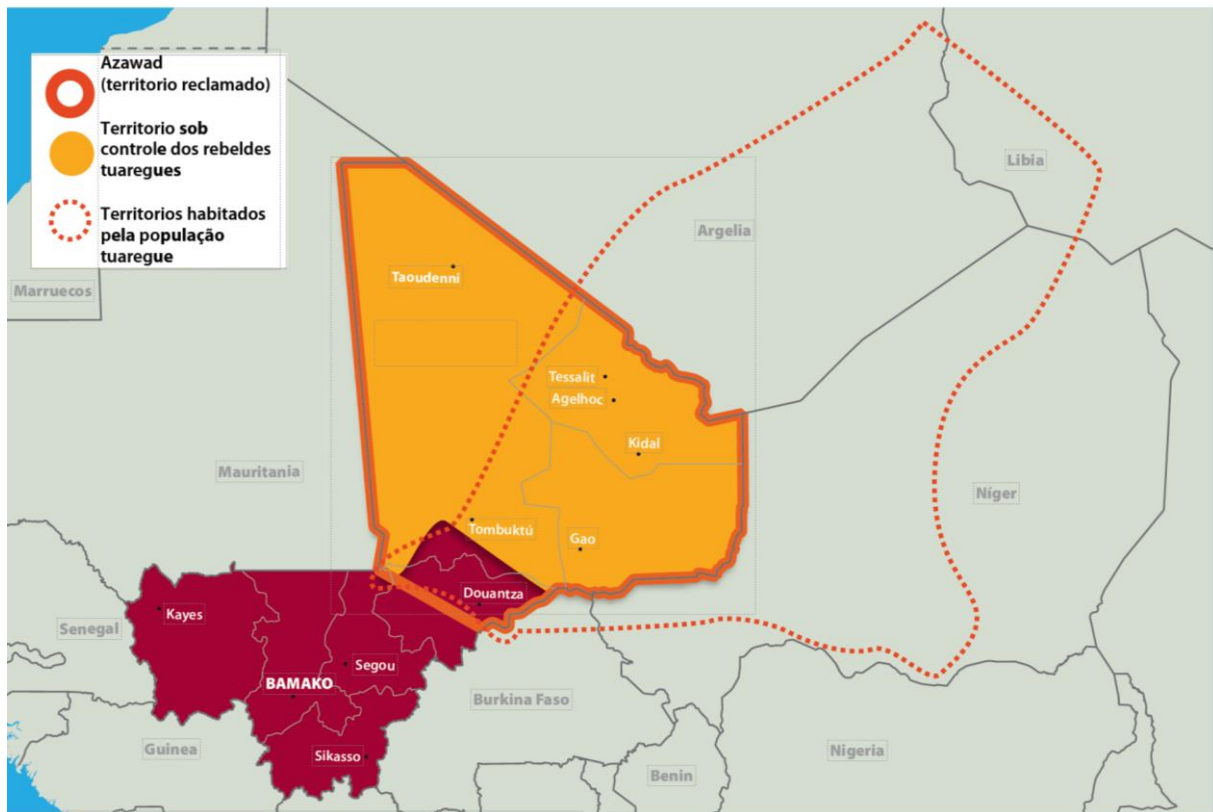 Azawad
(territorio reclamado)
Territorio sob
controle dos rebeldes
tuaregues
Territorios habitados
pela população
tuaregue
Libia
Argelia
Marruecos
Taoudenni
Tessalit
Agelhoc
Kidal
Mauritania
Níger
Tombuktú
Gao
Douantza
Kayes
Senegal
Segou
BAMAKO
Burkina Faso
Guinea
Sikasso
Nigeria
Benin